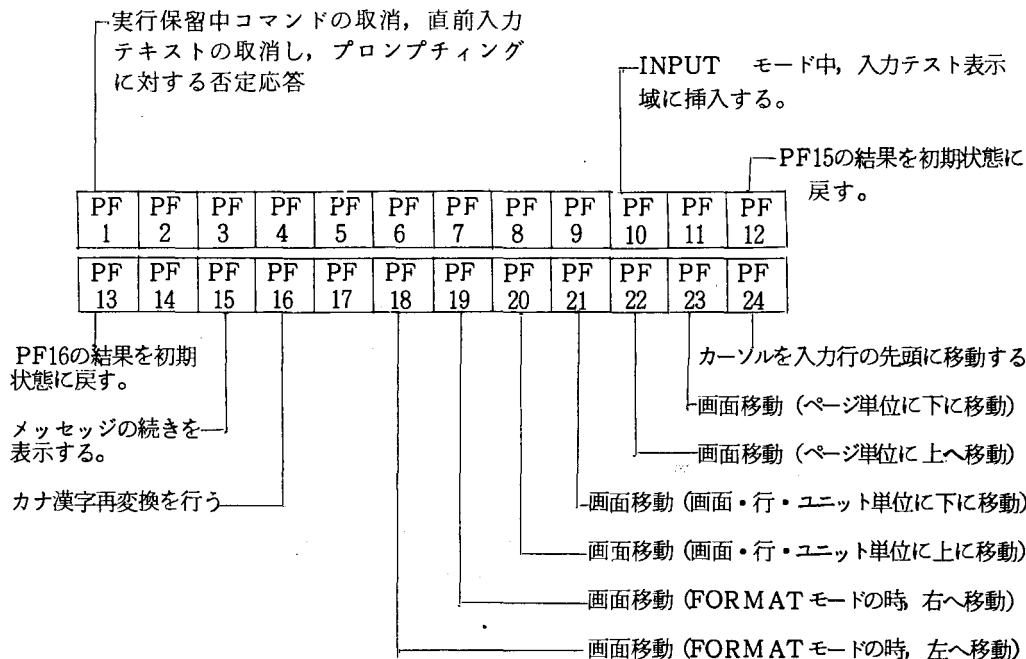 実行保留中コマンドの取消，直前入力
テキストの取消し，プロンプティング
に対する否定応答
INPUT モード中，入力テスト表示
域に挿入する。
PF15の結果を初期状態に
戻す。
PF PF PF PF PF PF PF PF PF PF PF PF
1 2 3 4 5 6 7 8 9 10 11 12
PF PF PF PF PF PF PF PF PF PF PF PF
13 14 15 16 17 18 19 20 21 22 23 24
PF16の結果を初期
状態に戻す。
カーソルを入力行の先頭に移動する
画面移動（ページ単位に下に移動）
メッセッジの続きを
表示する。
画面移動（ページ単位に上へ移動）
カナ漢字再変換を行う
画面移動（画面・行・ユニット単位に下に移動）
画面移動（画面・行・ユニット単位に上に移動）
画面移動（FORMATモードの時，右へ移動）
画面移動（FORMATモードの時，左へ移動）